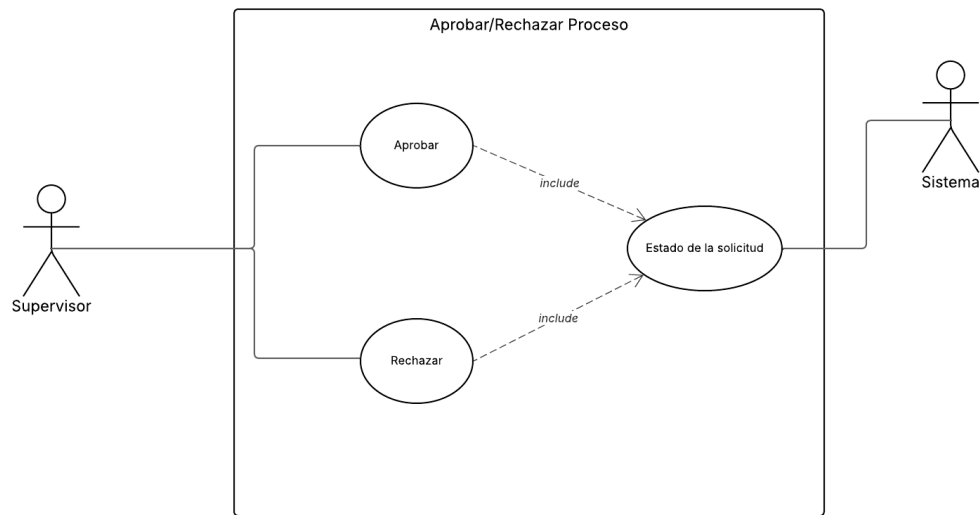 Aprobar/Rechazar Proceso
Aprobar
include
Sistema
Estado de la solicitud
Supervisor
include
Rechazar